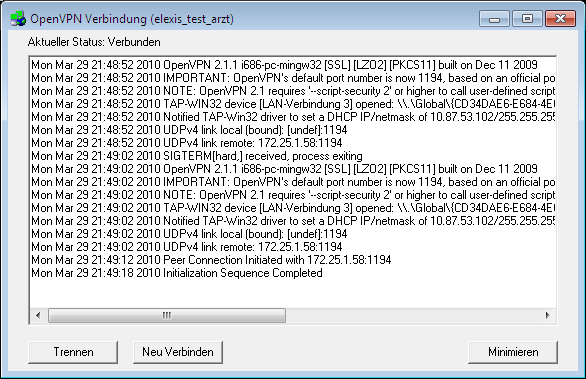 OpenVPN Verbindung (elexis_test_arzt)
Aktueller Status: Verbunden
Mon Mar 29 21:48:52 2010 OpenVPN 2.1.1 i686-pc-mingw32 [SSL] [LZO2] [PKCS11] built on Dec 11 2009
Mon Mar 29 21:48:52 2010 IMPORTANT: OpenVPN's default port number is now 1194, based on an official po
Mon Mar 29 21:48:52 2010 NOTE: OpenVPN 2.1 requires '--script-security 2' or higher to call user-defined script
Mon Mar 29 21:48:52 2010 TAP-WIN32 device [LAN-Verbindung 3] opened: \\.\Global\{CD34DAE6-E684-4E0
Mon Mar 29 21:48:52 2010 Notified TAP-Win32 driver to set a DHCP IP/netmask of 10.87.53.102/255.255.255
Mon Mar 29 21:48:52 2010 UDPv4 link local (bound): [undef]:1194
Mon Mar 29 21:48:52 2010 UDPv4 link remote: 172.25.1.58:1194
Mon Mar 29 21:49:02 2010 SIGTERM[hard,] received, process exiting
Mon Mar 29 21:49:02 2010 OpenVPN 2.1.1 i686-pc-mingw32 [SSL] [LZO2] [PKCS11] built on Dec 11 2009
Mon Mar 29 21:49:02 2010 IMPORTANT: OpenVPN's default port number is now 1194, based on an official po
Mon Mar 29 21:49:02 2010 NOTE: OpenVPN 2.1 requires '--script-security 2' or higher to call user-defined script
Mon Mar 29 21:49:02 2010 TAP-WIN32 device [LAN-Verbindung 3] opened: \\.\Global\{CD34DAE6-E684-4E0
Mon Mar 29 21:49:02 2010 Notified TAP-Win32 driver to set a DHCP IP/netmask of 10.87.53.102/255.255.255
Mon Mar 29 21:49:02 2010 UDPv4 link local (bound): [undef]:1194
Mon Mar 29 21:49:02 2010 UDPv4 link remote: 172.25.1.58:1194
Mon Mar 29 21:49:12 2010 Peer Connection Initiated with 172.25.1.58:1194
Mon Mar 29 21:49:18 2010 Initialization Sequence Completed
Trennen
Neu Verbinden
Minimieren